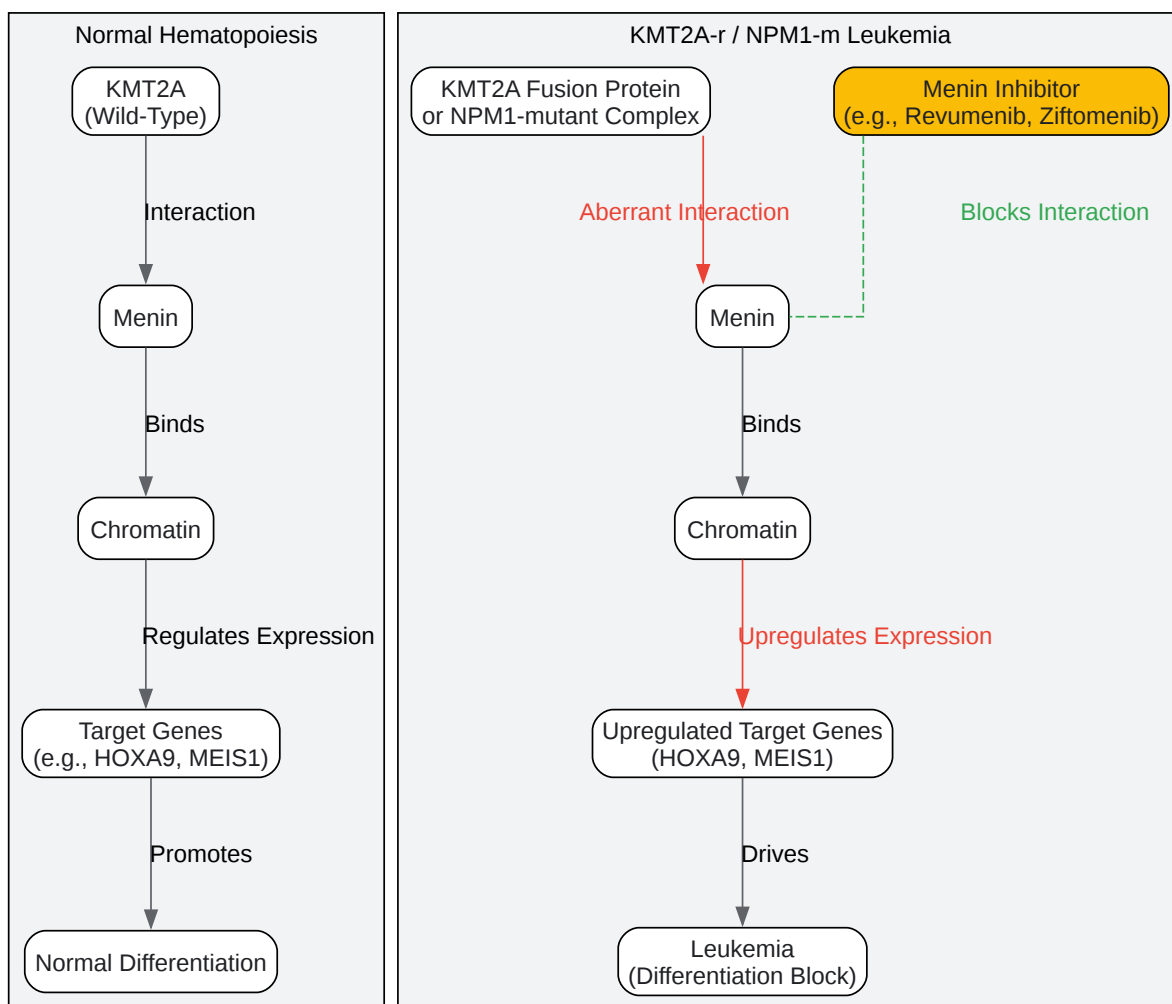 Normal Hematopoiesis
KMT2A
(Wild-Type)
Interaction
Menin
Binds
Chromatin
Regulates Expression
Target Genes
(e.g., HOXA9, MEIS1)
Promotes
Normal Differentiation
KMT2A-r / NPM1-m Leukemia
KMT2A Fusion Protein
or NPM1-mutant Complex
Menin Inhibitor
(e.g., Revumenib, Ziftomenib)
Aberrant Interaction
Blocks Interaction
Menin
Binds
Chromatin
Upregulates Expression
Upregulated Target Genes
(HOXA9, MEIS1)
Drives
Leukemia
(Differentiation Block)